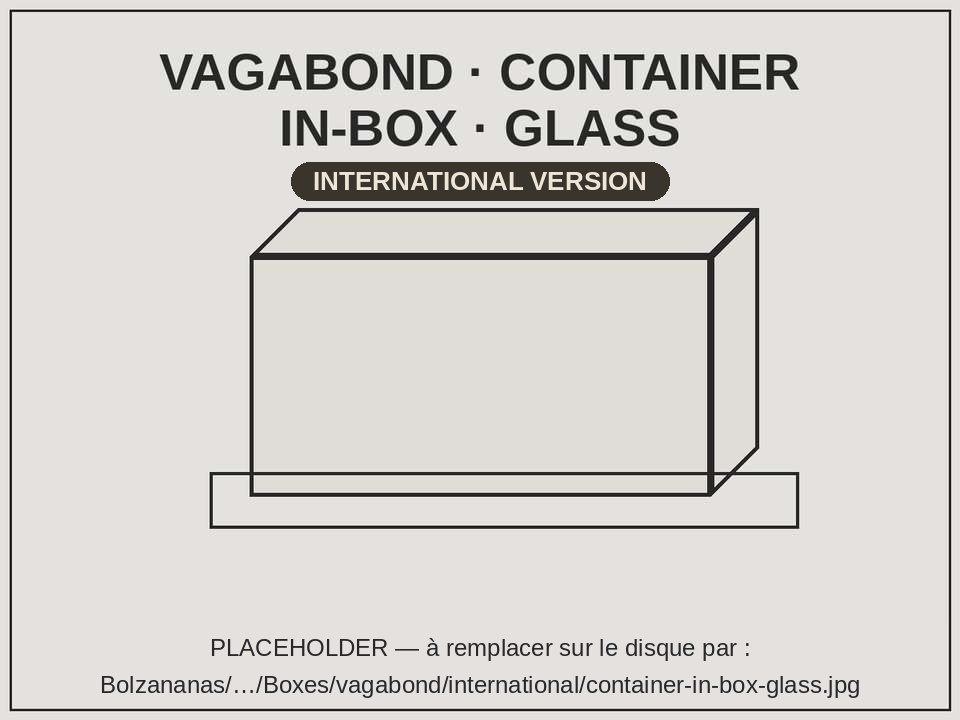 VAGABOND · CONTAINER
IN-BOX · GLASS
INTERNATIONAL VERSION
PLACEHOLDER — à remplacer sur le disque par :
Bolzananas/…/Boxes/vagabond/international/container-in-box-glass.jpg